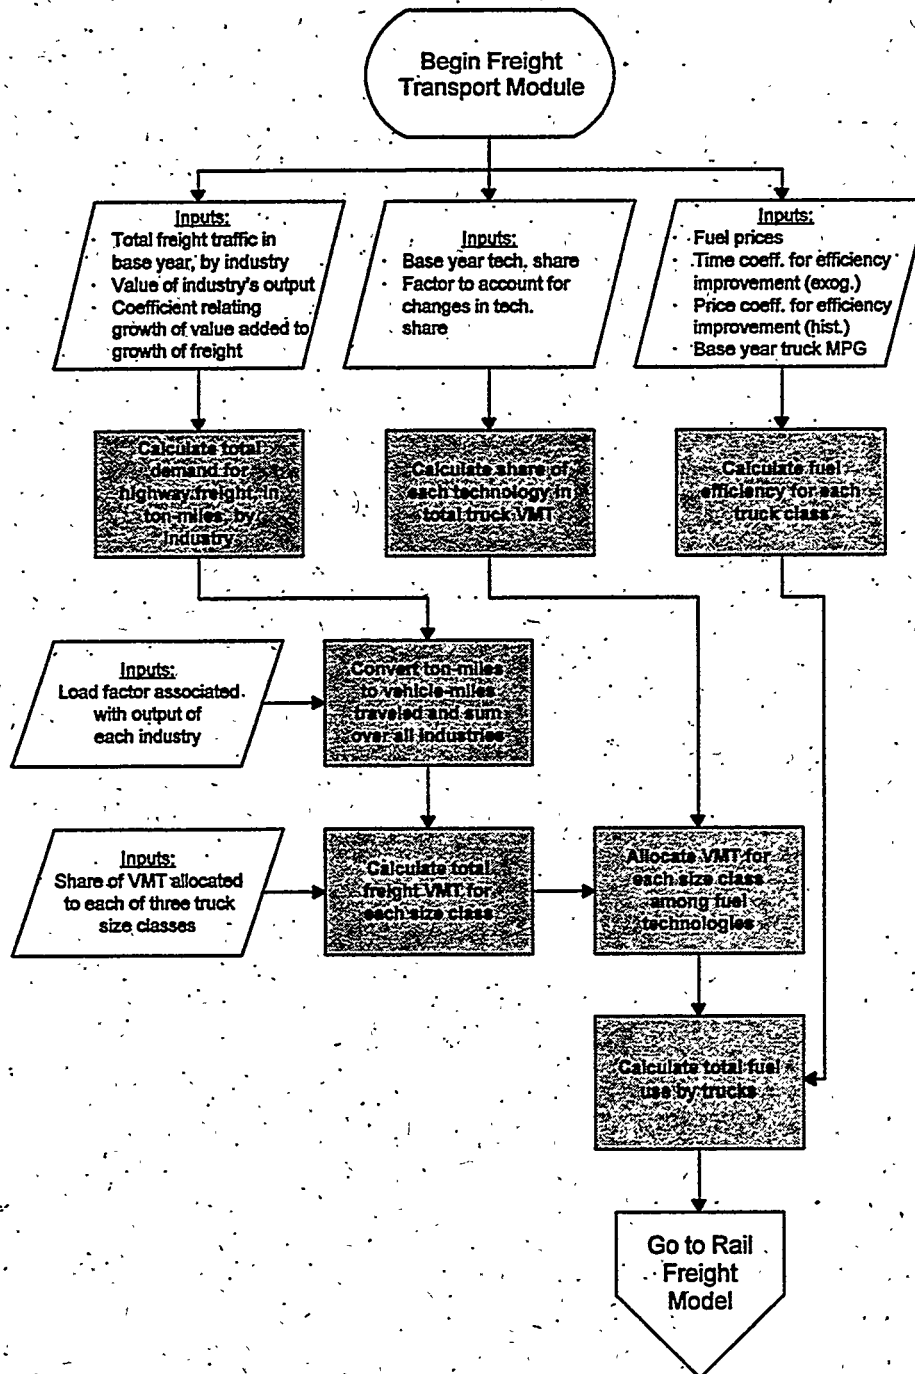 Begin Freight
Transport Module
Inputs:
· Total freight traffic in
base year, by industry
· Value of industry's output
· Coefficient relating
growth of value added to
growth of freight
Inputs:
· Base year tech. share
· Factor to account for
changes in tech.
share
Inputs:
· Fuel prices
· Time coeff. for efficiency
improvement (exog.)
· Price coeff. for efficiency
improvement (hist.)
· Base year truck MPG
Calculate total
demand for
highway freight, in
ton-miles, by
industry
Calculate share of
each technology in
total truck VMT
Calculate fuel
efficiency for each
truck class
Inputs:
Load factor associated
with output of
each industry
Convert ton-miles
to vehicle-miles
traveled and sum
over all industries
Inputs:
Share of VMT allocated
to each of three truck
size classes
Calculate total
freight VMT for
each size class
Allocate VMT for
each size class
among fuel
technologies
Calculate total fuel
use by trucks
Go to Rail
Freight
Model